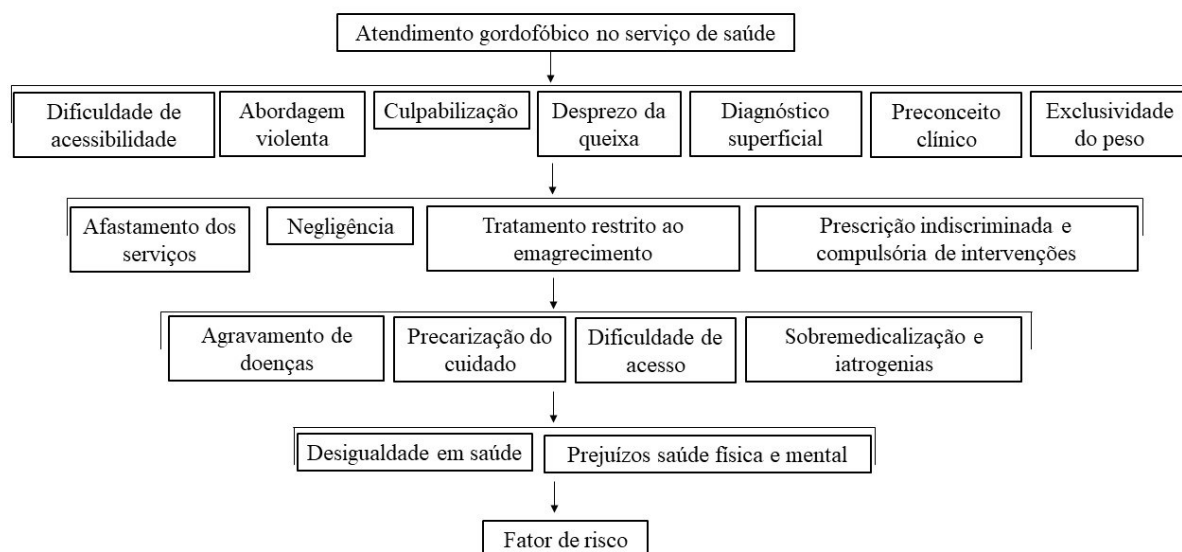 Atendimento gordofóbico no serviço de saúde
Dificuldade de
acessibilidade
Abordagem
violenta
Culpabilização
Desprezo da
queixa
Diagnóstico
superficial
Preconceito
clínico
Exclusividade
do peso
Afastamento dos
serviços
Negligência
Tratamento restrito ao
emagrecimento
Prescrição indiscriminada e
compulsória de intervenções
Agravamento de
doenças
Precarização do
cuidado
Dificuldade de
acesso
Sobremedicalização e
iatrogenias
Desigualdade em saúde
Prejuízos saúde física e mental
Fator de risco